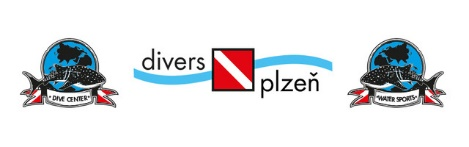 divers
plzeň
• DIVE CENTER •
• WATER SPORTS •